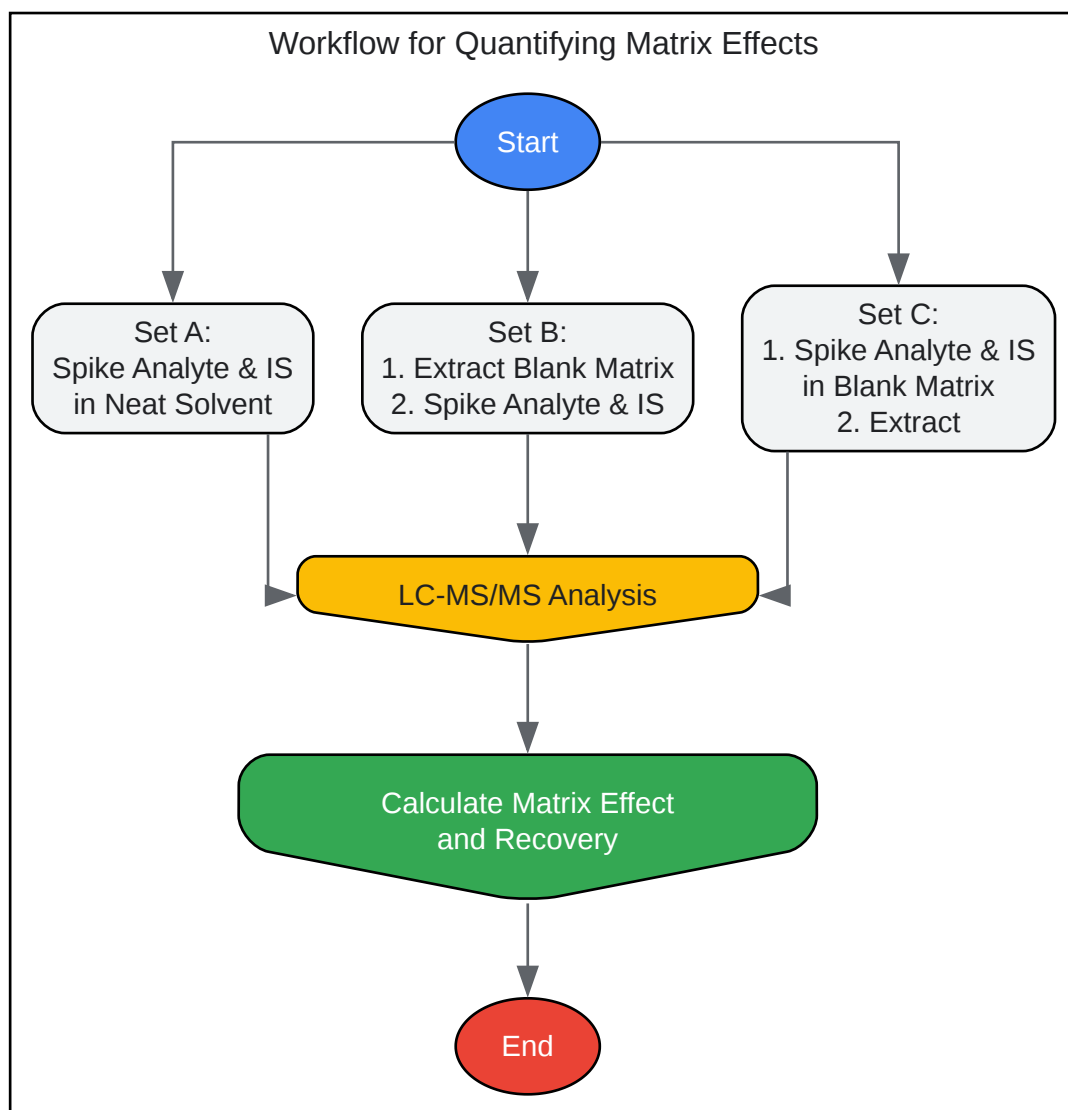 Workflow for Quantifying Matrix Effects
Start
Set A:
Spike Analyte & IS
in Neat Solvent
Set B:
1. Extract Blank Matrix
2. Spike Analyte & IS
Set C:
1. Spike Analyte & IS
in Blank Matrix
2. Extract
LC-MS/MS Analysis
Calculate Matrix Effect
and Recovery
End